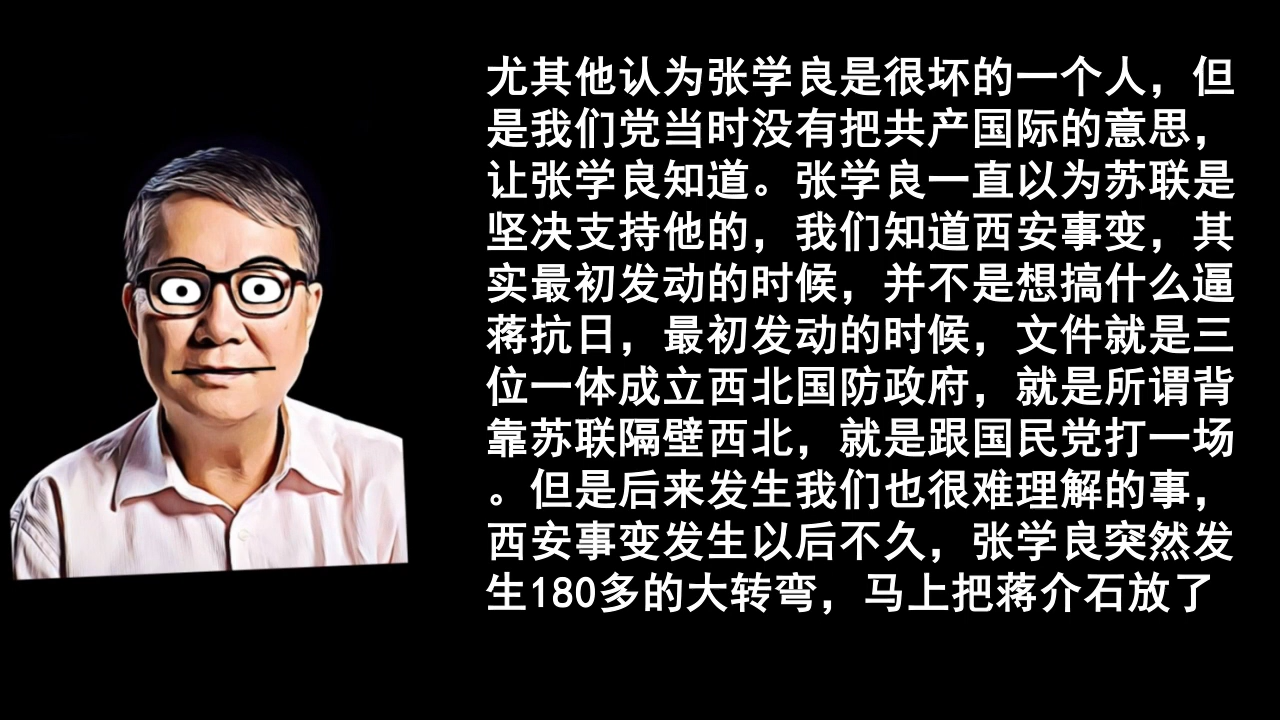 尤其他认为张学良是很坏的一个人，但
是我们党当时没有把共产国际的意思，
让张学良知道。张学良一直以为苏联是
坚决支持他的，我们知道西安事变，其
实最初发动的时候，并不是想搞什么逼
蒋抗日，最初发动的时候，文件就是三
位一体成立西北国防政府，就是所谓背
靠苏联隔壁西北，就是跟国民党打一场
。但是后来发生我们也很难理解的事，
西安事变发生以后不久，张学良突然发
生180多的大转弯，马上把蒋介石放了